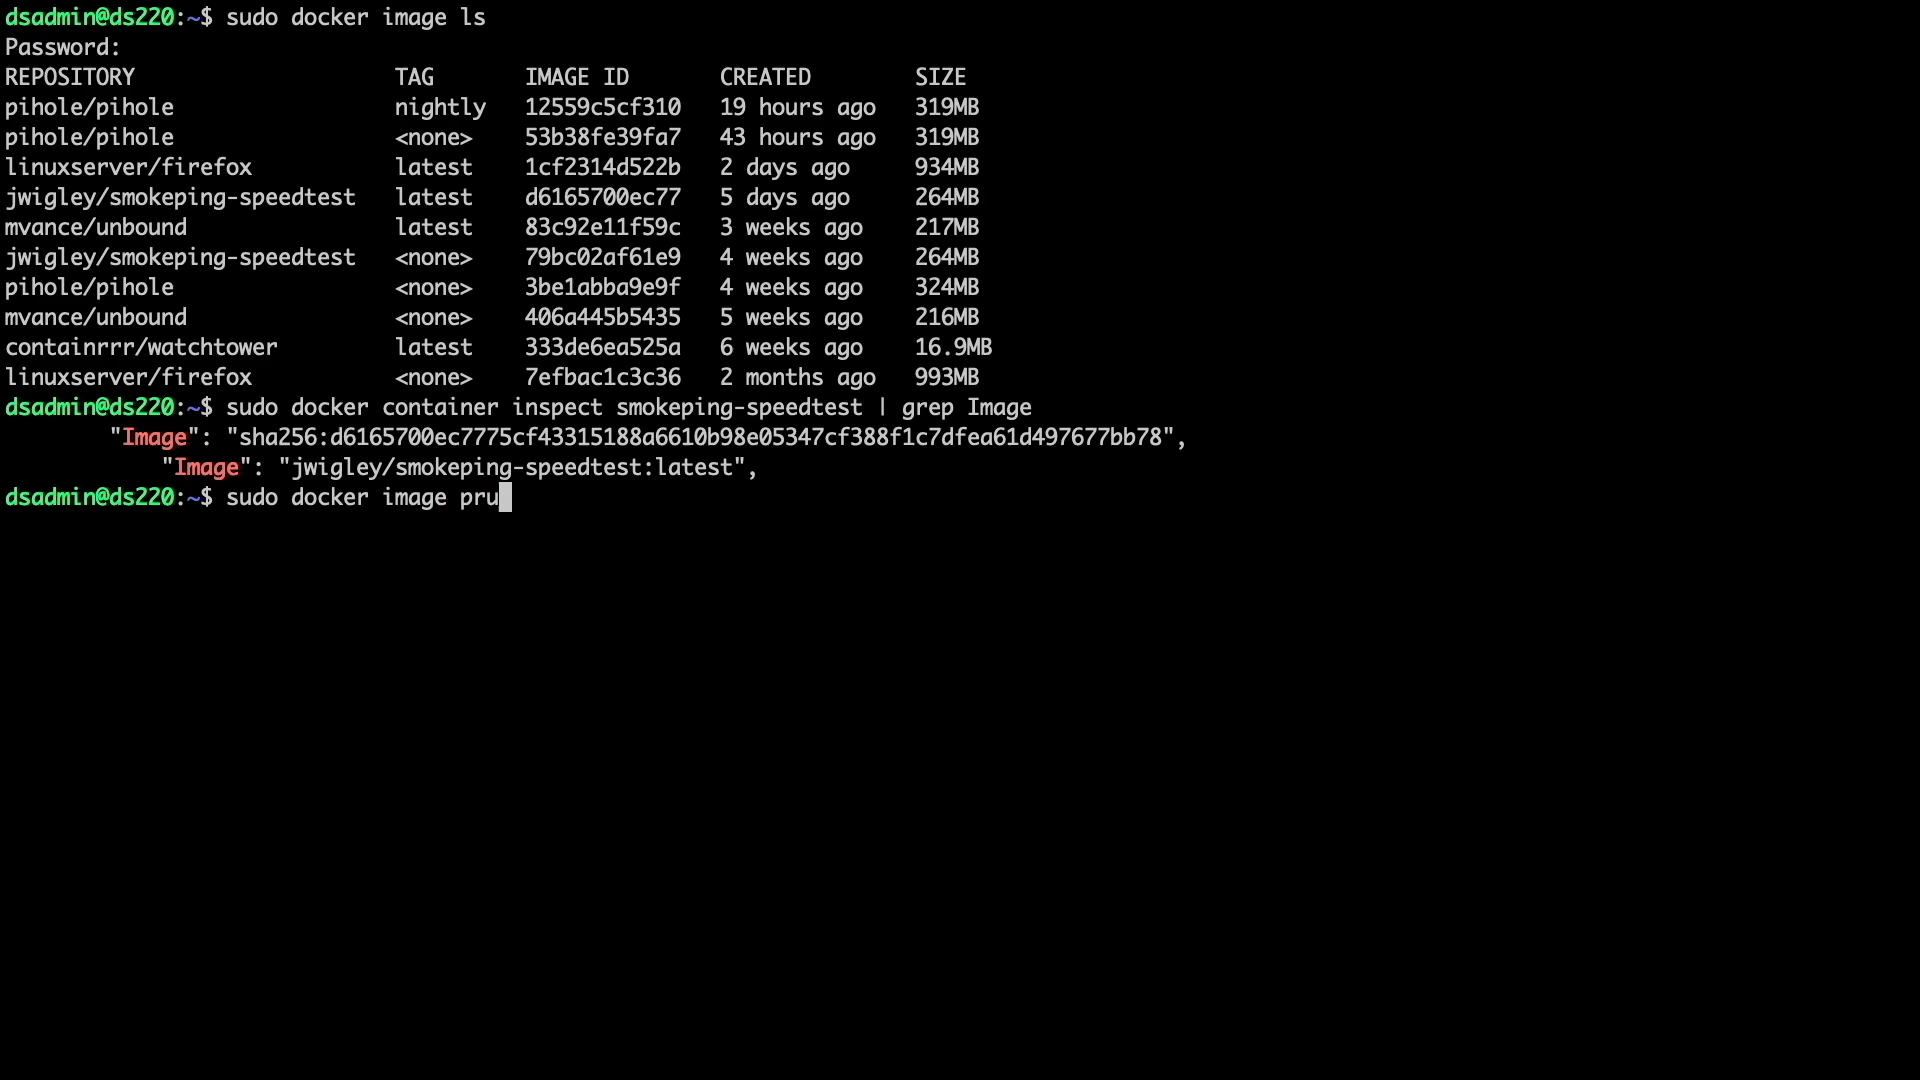 dsadmin@ds220:~$ sudo docker image ls
Password:
REPOSITORY                    TAG       IMAGE ID       CREATED        SIZE
pihole/pihole                 nightly   12559c5cf310   19 hours ago   319MB
pihole/pihole                 <none>    53b38fe39fa7   43 hours ago   319MB
linuxserver/firefox           latest    1cf2314d522b   2 days ago     934MB
jwigley/smokeping-speedtest   latest    d6165700ec77   5 days ago     264MB
mvance/unbound                latest    83c92e11f59c   3 weeks ago    217MB
jwigley/smokeping-speedtest   <none>    79bc02af61e9   4 weeks ago    264MB
pihole/pihole                 <none>    3be1abba9e9f   4 weeks ago    324MB
mvance/unbound                <none>    406a445b5435   5 weeks ago    216MB
containrrr/watchtower         latest    333de6ea525a   6 weeks ago    16.9MB
linuxserver/firefox           <none>    7efbac1c3c36   2 months ago   993MB
dsadmin@ds220:~$ sudo docker container inspect smokeping-speedtest | grep Image
        "Image": "sha256:d6165700ec7775cf43315188a6610b98e05347cf388f1c7dfea61d497677bb78",
            "Image": "jwigley/smokeping-speedtest:latest",
dsadmin@ds220:~$ sudo docker image pru